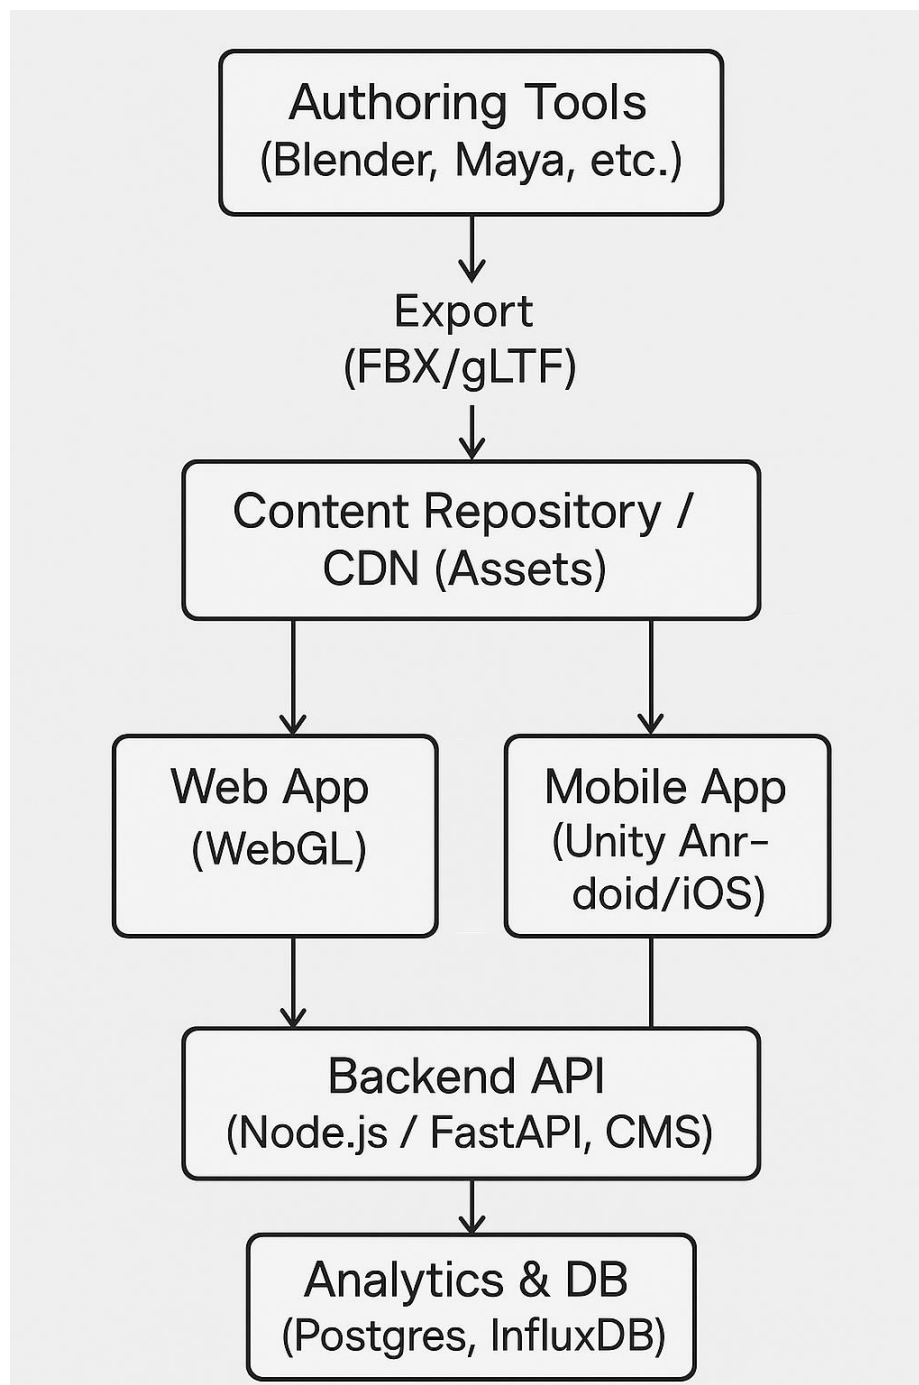 Authoring Tools
(Blender, Maya, etc.)
Export
(FBX/gLTF)
Content Repository /
CDN (Assets)
Web App
(WebGL)
Mobile App
(Unity Anr-
doid/iOS)
Backend API
(Node.js / FastAPI, CMS)
Analytics & DB
(Postgres, InfluxDB)